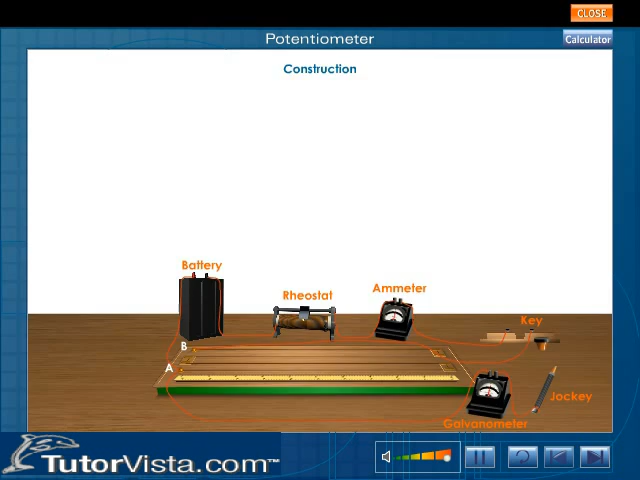 CLOSE
Potentiometer
Calculator
Construction
Battery
Rheostat
Ammeter
Key
B
A
Jockey
Galvanometer
TutorVista.com™